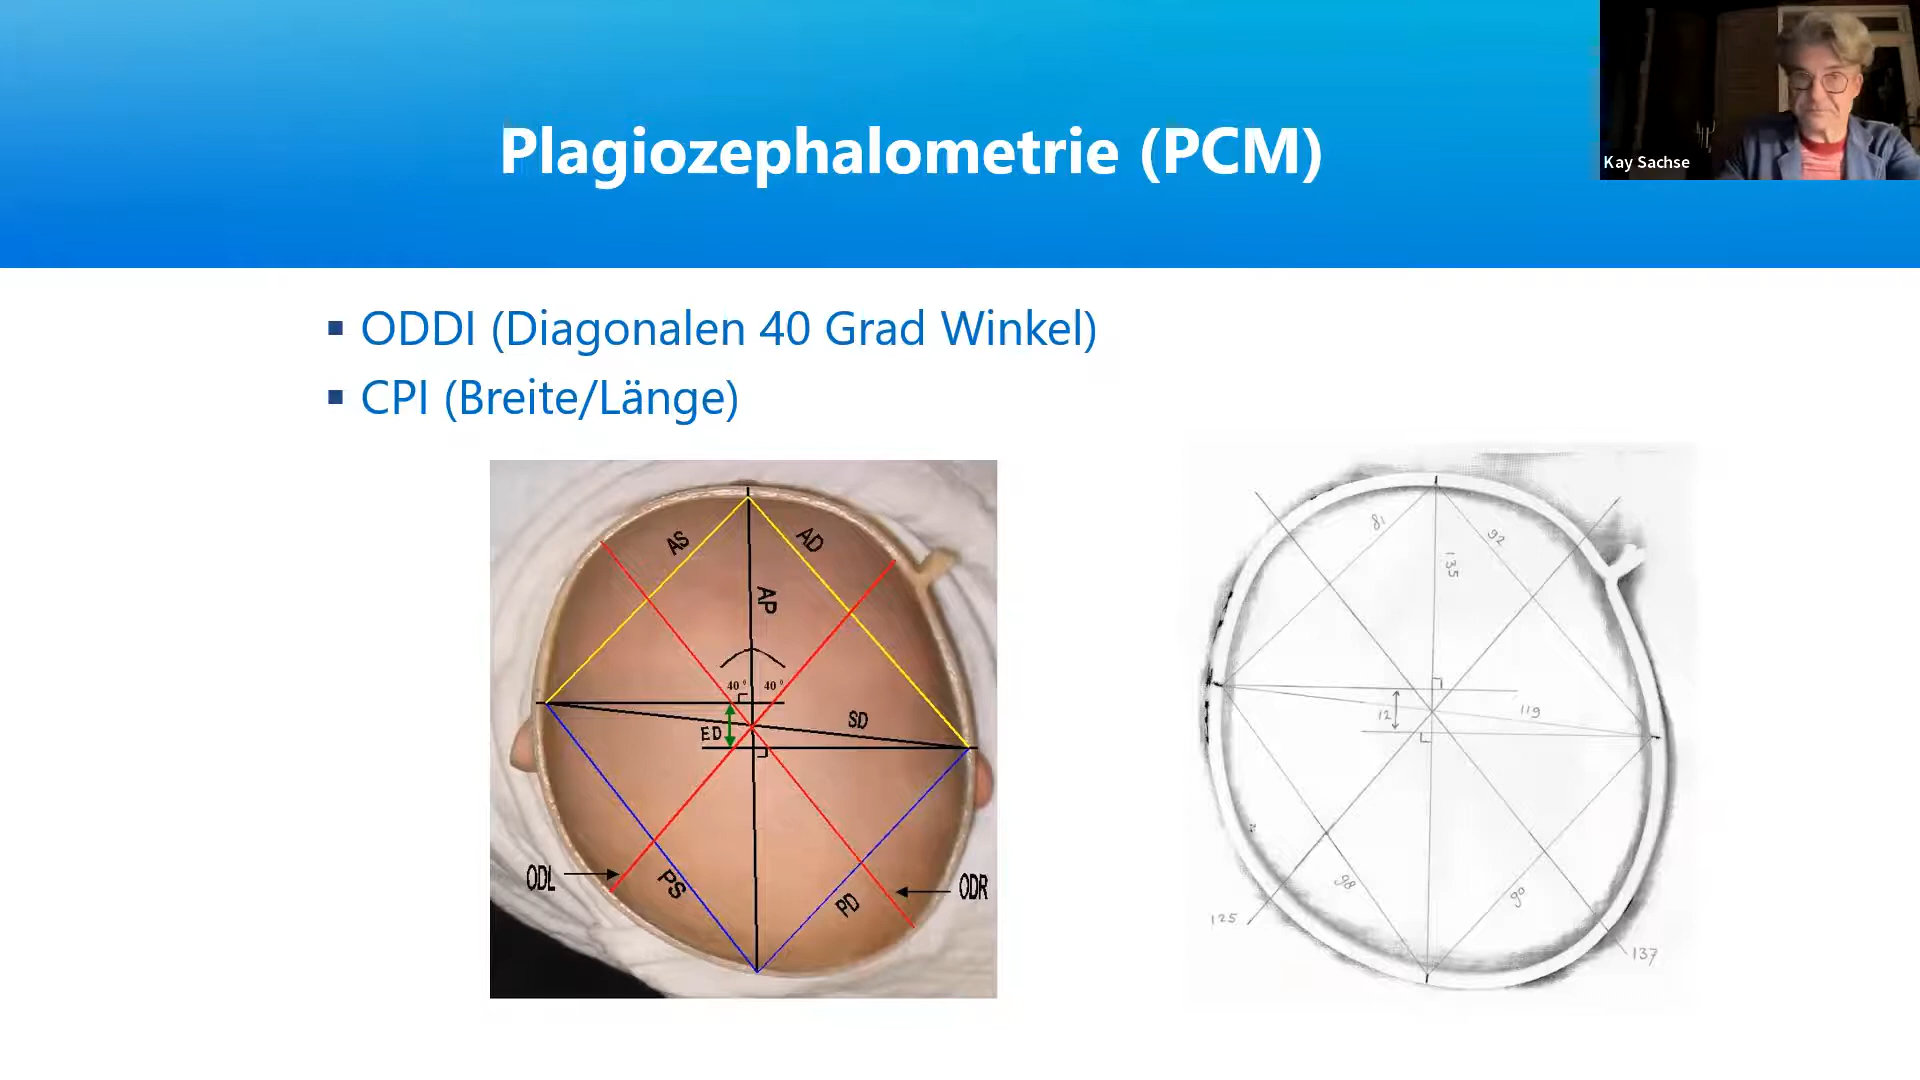 Plagiozephalometrie (PCM)
Kay Sachse
▪ ODDI (Diagonalen 40 Grad Winkel)
▪ CPI (Breite/Länge)
AS
AD
AP
40° 40°
SD
ED
ODL
PS
PD
ODR
81
92
135
12
119
98
90
125
137